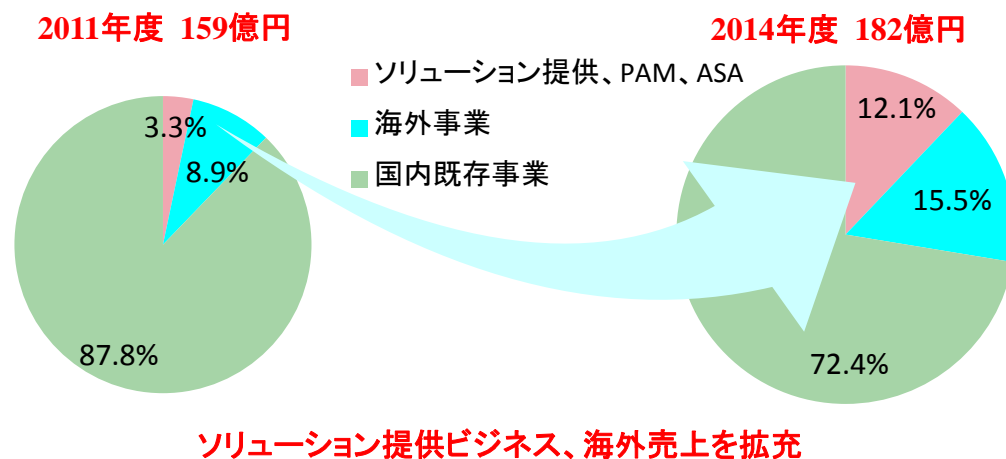 2011年度 159億円
2014年度 182億円
ソリューション提供、PAM、ASA
海外事業
国内既存事業
3.3%
8.9%
87.8%
12.1%
15.5%
72.4%
ソリューション提供ビジネス、海外売上を拡充